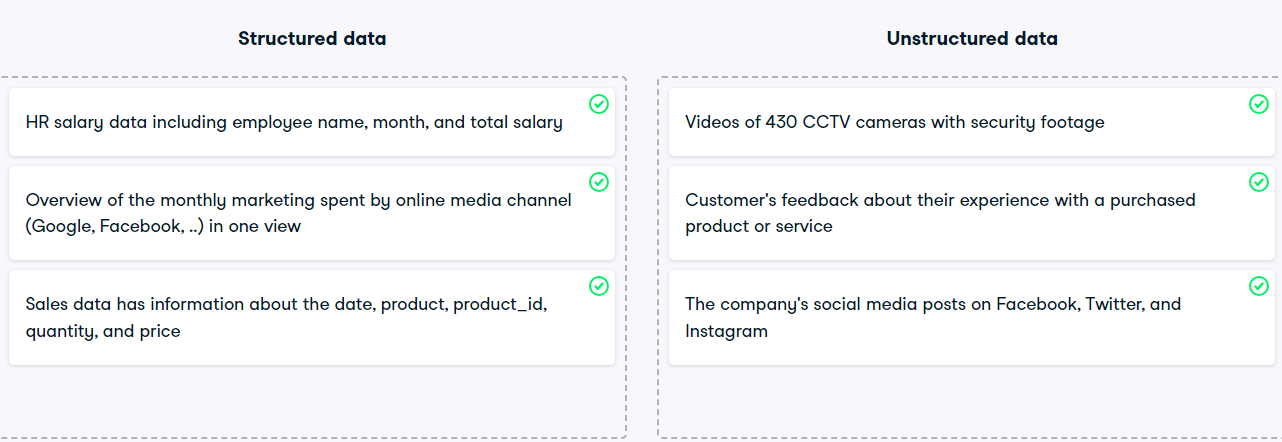 Structured data
HR salary data including employee name, month, and total salary
Overview of the monthly marketing spent by online media channel
(Google, Facebook, ..) in one view
Sales data has information about the date, product, product_id,
quantity, and price
Unstructured data
Videos of 430 CCTV cameras with security footage
Customer's feedback about their experience with a purchased
product or service
The company's social media posts on Facebook, Twitter, and
Instagram